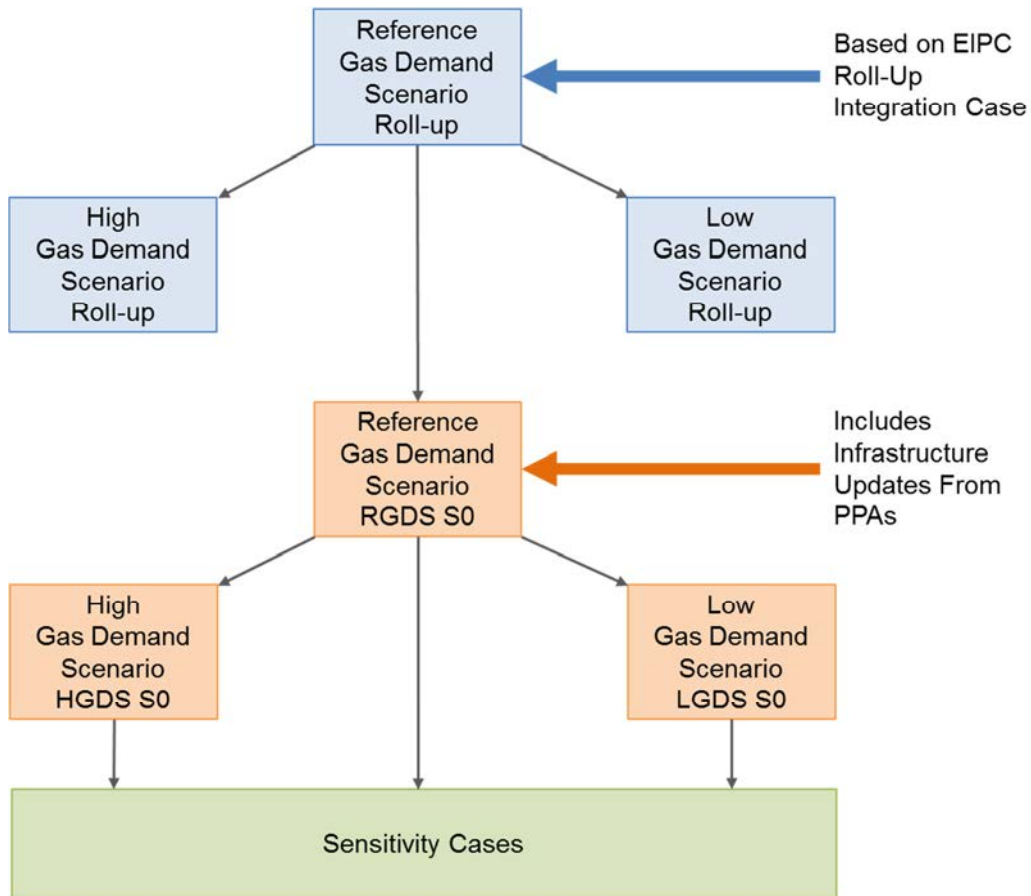 Reference
Gas Demand
Scenario
Roll-up
Based on EIPC
Roll-Up
Integration Case
High
Gas Demand
Scenario
Roll-up
Low
Gas Demand
Scenario
Roll-up
Reference
Gas Demand
Scenario
RGDS S0
Includes
Infrastructure
Updates From
PPAs
High
Gas Demand
Scenario
HGDS S0
Low
Gas Demand
Scenario
LGDS S0
Sensitivity Cases